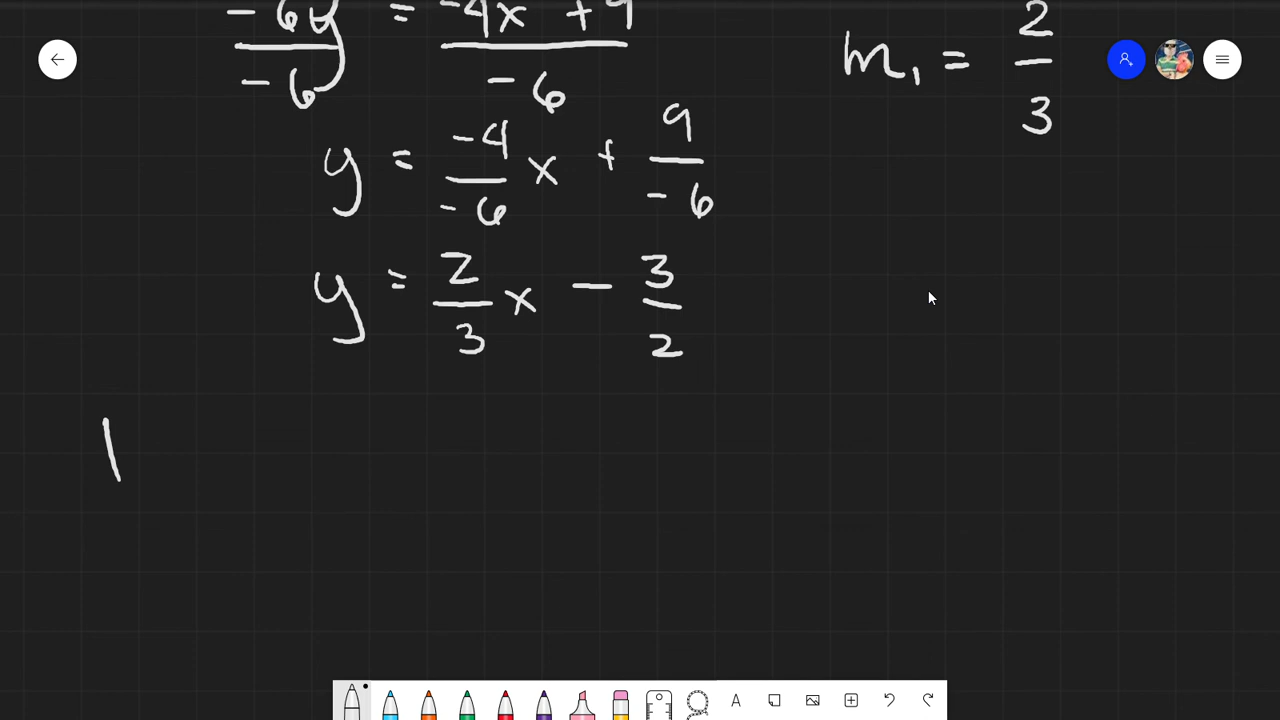 -6y = -4x + 9
-6 -6
m₁ = 2/3
y = -4/-6 x + 9/-6
y = 2/3 x - 3/2
A